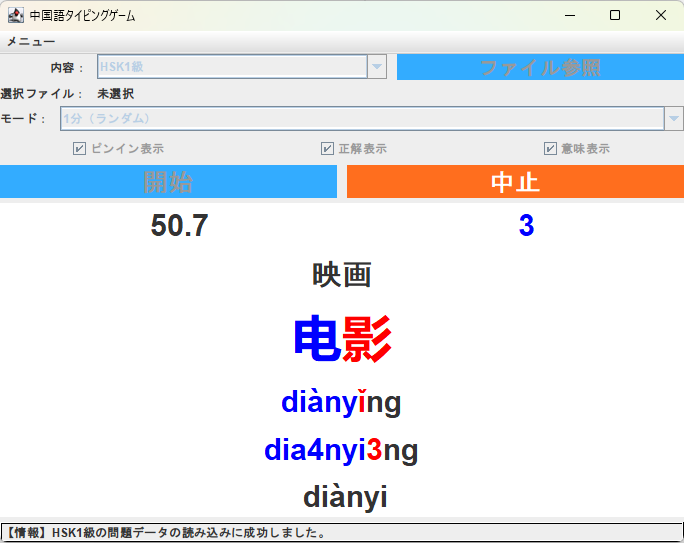 中国語タイピングゲーム
メニュー
内容： HSK1級 ファイル参照
選択ファイル： 未選択
モード： 1分（ランダム）
ピンイン表示 正解表示 意味表示
開始 中止
50.7 3
映画
电影
diànyǐng
dia4nyi3ng
diànyi
【情報】HSK1級の問題データの読み込みに成功しました。